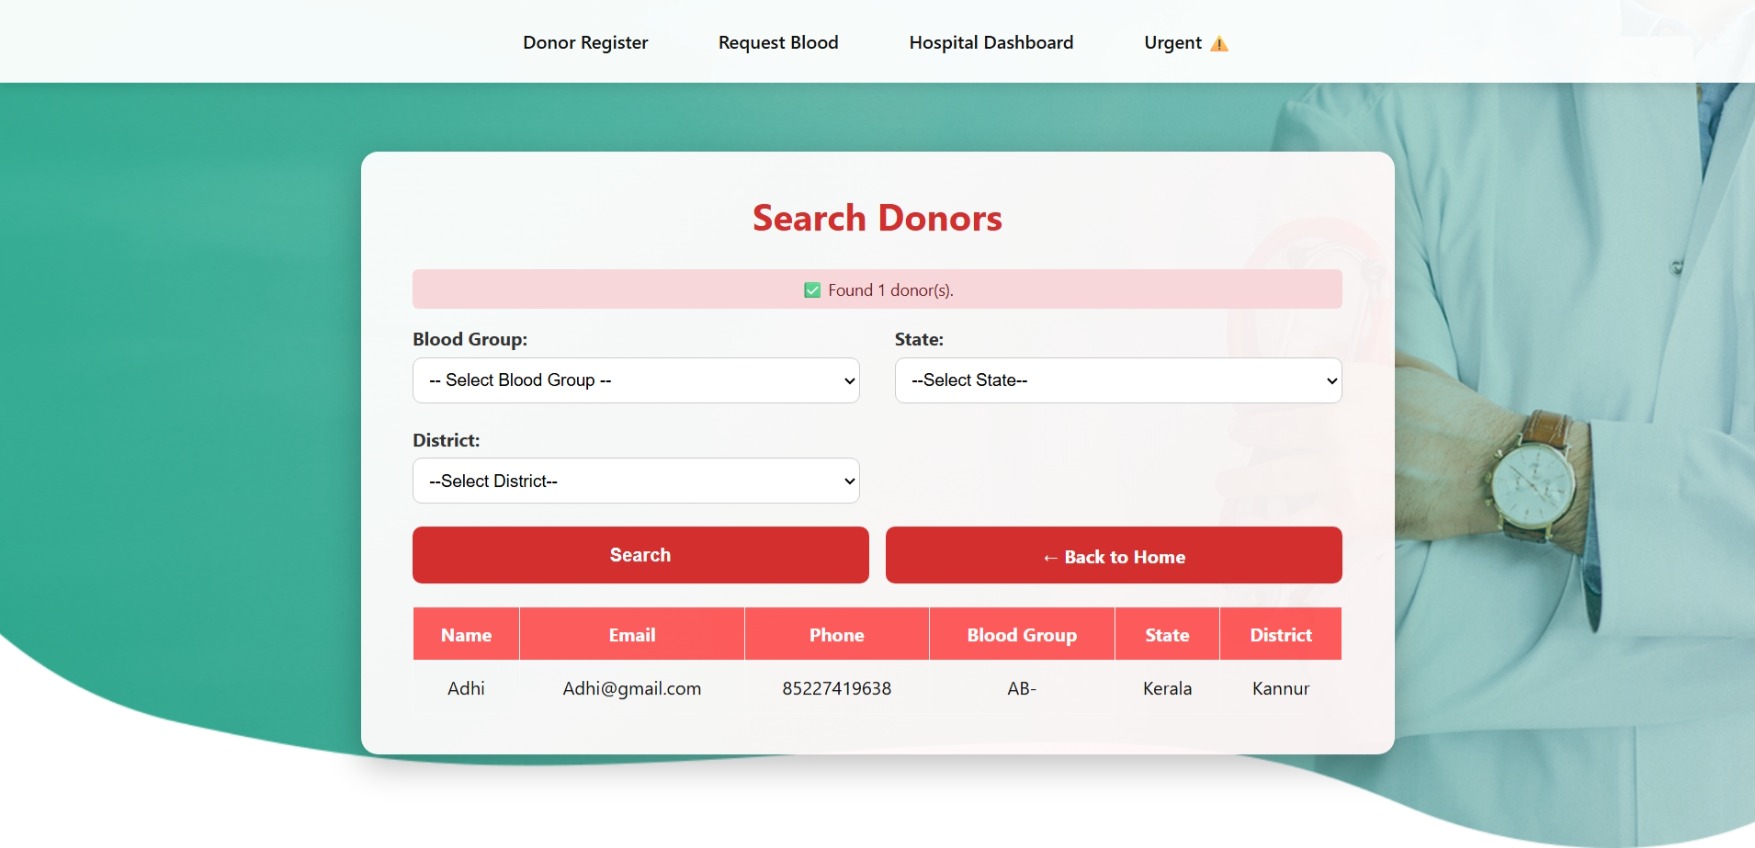 Donor Register Request Blood Hospital Dashboard Urgent ⚠️
Search Donors
✅ Found 1 donor(s).
Blood Group: State:
-- Select Blood Group -- --Select State--
District:
--Select District--
Search ← Back to Home
Name Email Phone Blood Group State District
Adhi Adhi@gmail.com 85227419638 AB- Kerala Kannur